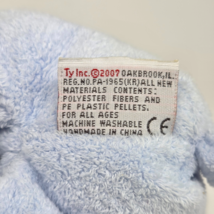 Ty Inc. ©2007 OAKBROOK, IL.
REG.NO.PA-1965(KR) ALL NEW
MATERIALS CONTENTS:
POLYESTER FIBERS AND
PE PLASTIC PELLETS.
FOR ALL AGES
MACHINE WASHABLE
HANDMADE IN CHINA CE